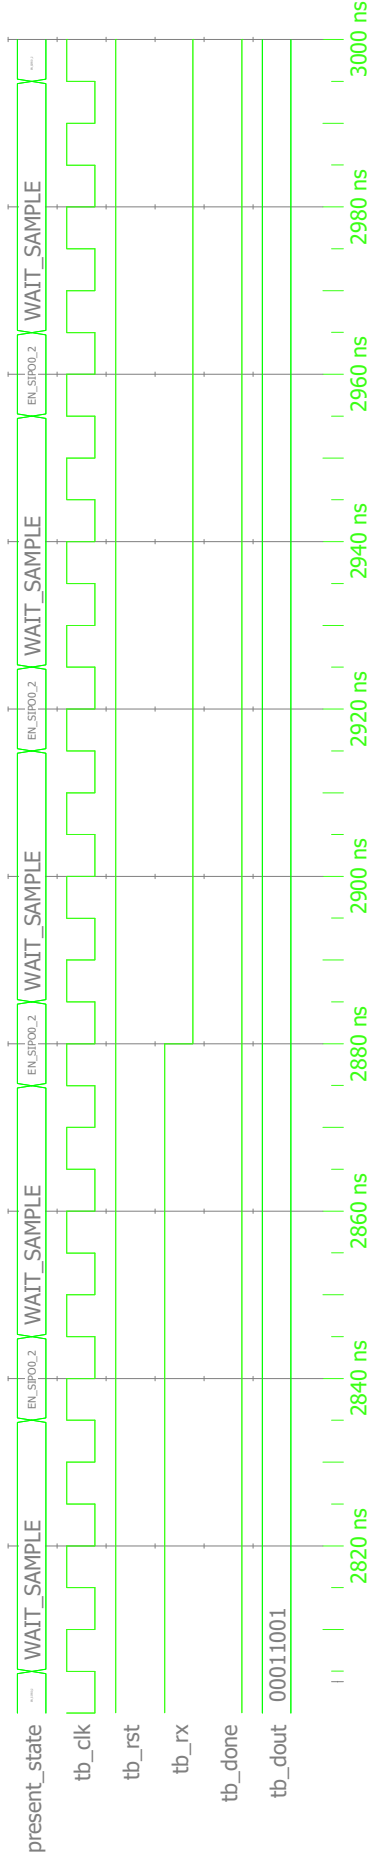 present_state WAIT_SAMPLE EN_SIPO0_2 WAIT_SAMPLE EN_SIPO0_2 WAIT_SAMPLE EN_SIPO0_2 WAIT_SAMPLE EN_SIPO0_2 WAIT_SAMPLE
tb_clk
tb_rst
tb_rx
tb_done
tb_dout 00011001
2820 ns 2840 ns 2860 ns 2880 ns 2900 ns 2920 ns 2940 ns 2960 ns 2980 ns 3000 ns